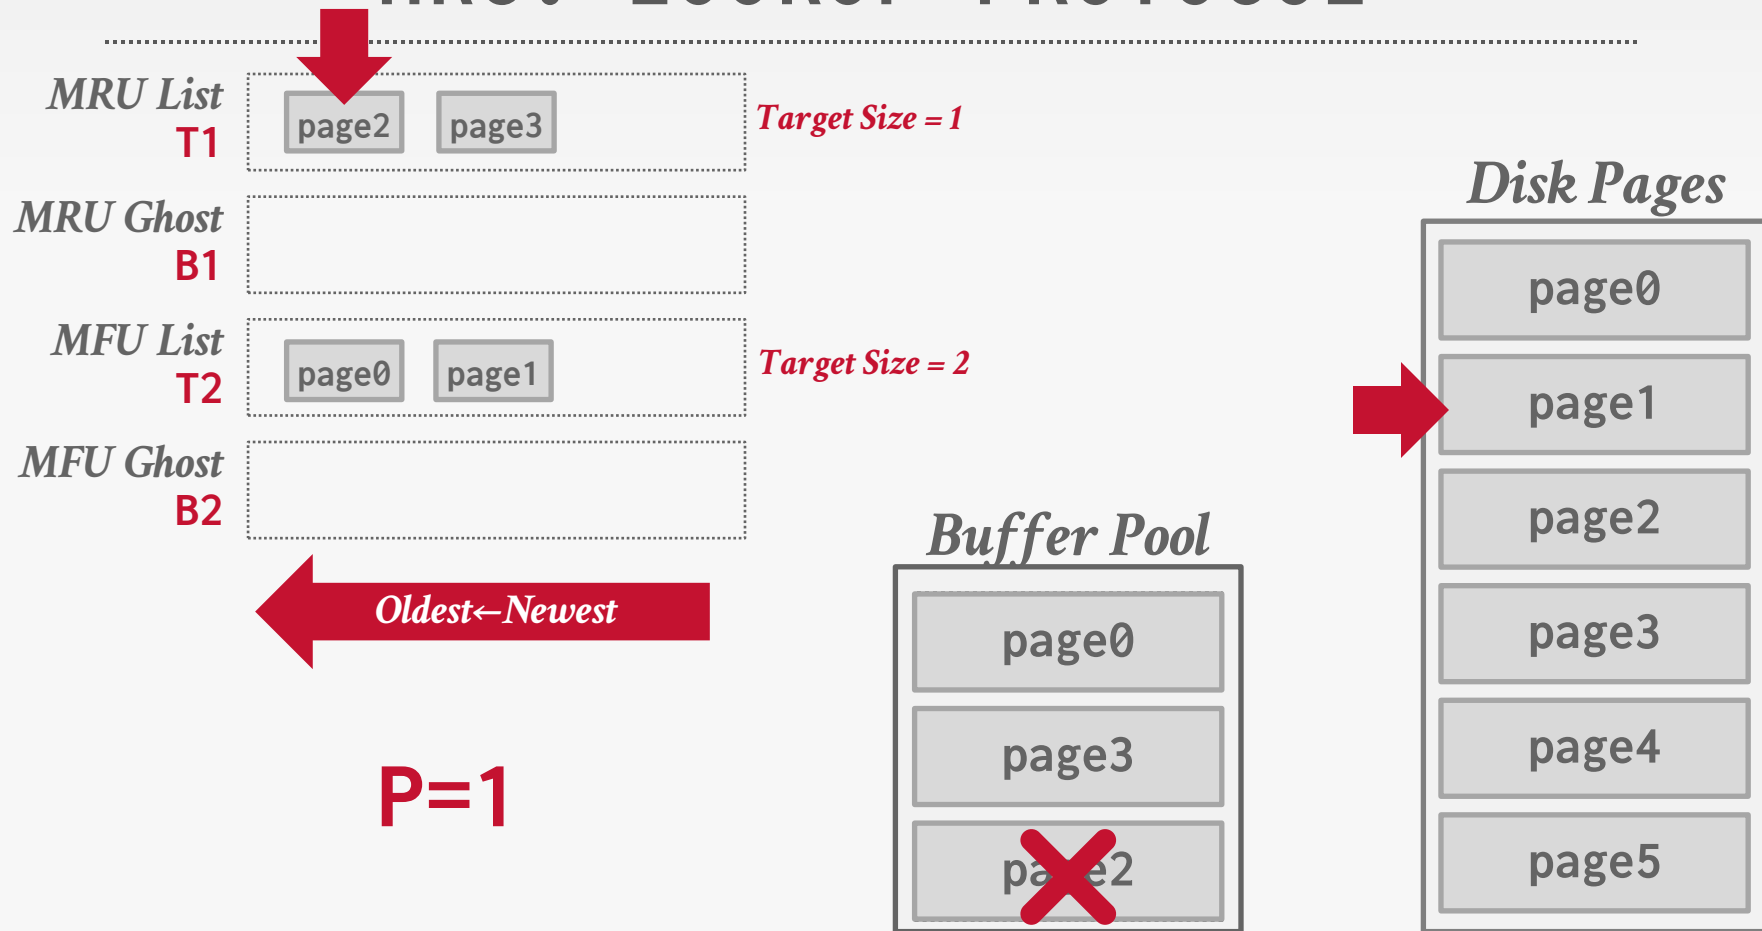 MRU List
T1
page2 page3
Target Size = 1
MRU Ghost
B1
MFU List
T2
page0 page1
Target Size = 2
MFU Ghost
B2
Oldest←Newest
P=1
Buffer Pool
page0
page3
Disk Pages
page0
page1
page2
page3
page4
page5